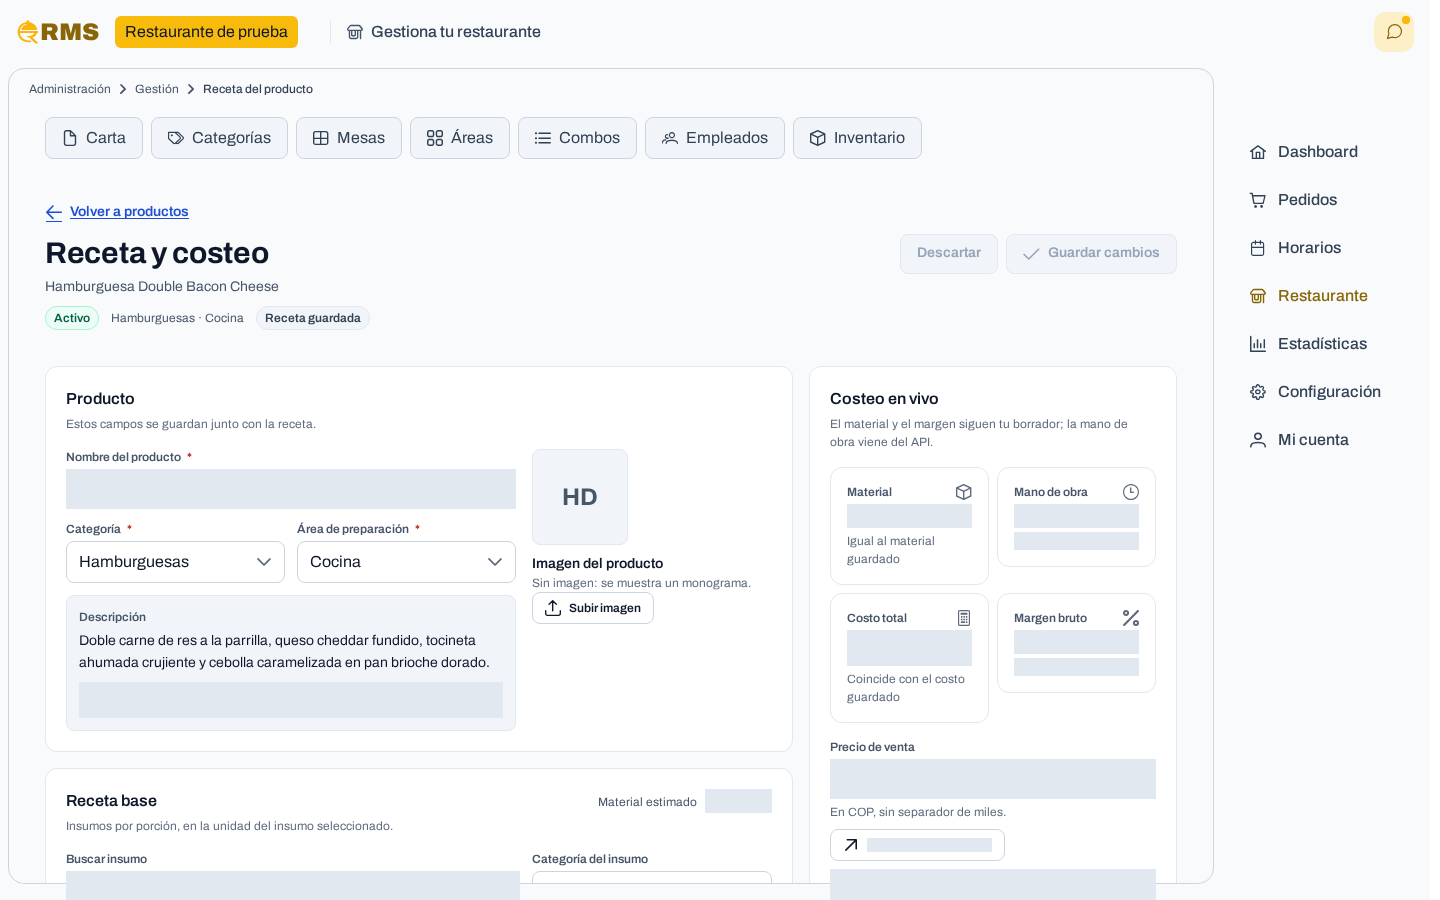 RMS
Restaurante de prueba
Gestiona tu restaurante
Administración
Gestión
Receta del producto
Carta
Categorías
Mesas
Áreas
Combos
Empleados
Inventario
Volver a productos
Receta y costeo
Descartar
Guardar cambios
Hamburguesa Double Bacon Cheese
Activo
Hamburguesas · Cocina
Receta guardada
Producto
Estos campos se guardan junto con la receta.
Nombre del producto *
Categoría *
Área de preparación *
Hamburguesas
Cocina
Descripción
Doble carne de res a la parrilla, queso cheddar fundido, tocineta
ahumada crujiente y cebolla caramelizada en pan brioche dorado.
HD
Imagen del producto
Sin imagen: se muestra un monograma.
Subir imagen
Receta base
Material estimado
Insumos por porción, en la unidad del insumo seleccionado.
Buscar insumo
Categoría del insumo
Costeo en vivo
El material y el margen siguen tu borrador; la mano de
obra viene del API.
Material
Igual al material
guardado
Mano de obra
Costo total
Coincide con el costo
guardado
Margen bruto
Precio de venta
En COP, sin separador de miles.
Dashboard
Pedidos
Horarios
Restaurante
Estadísticas
Configuración
Mi cuenta